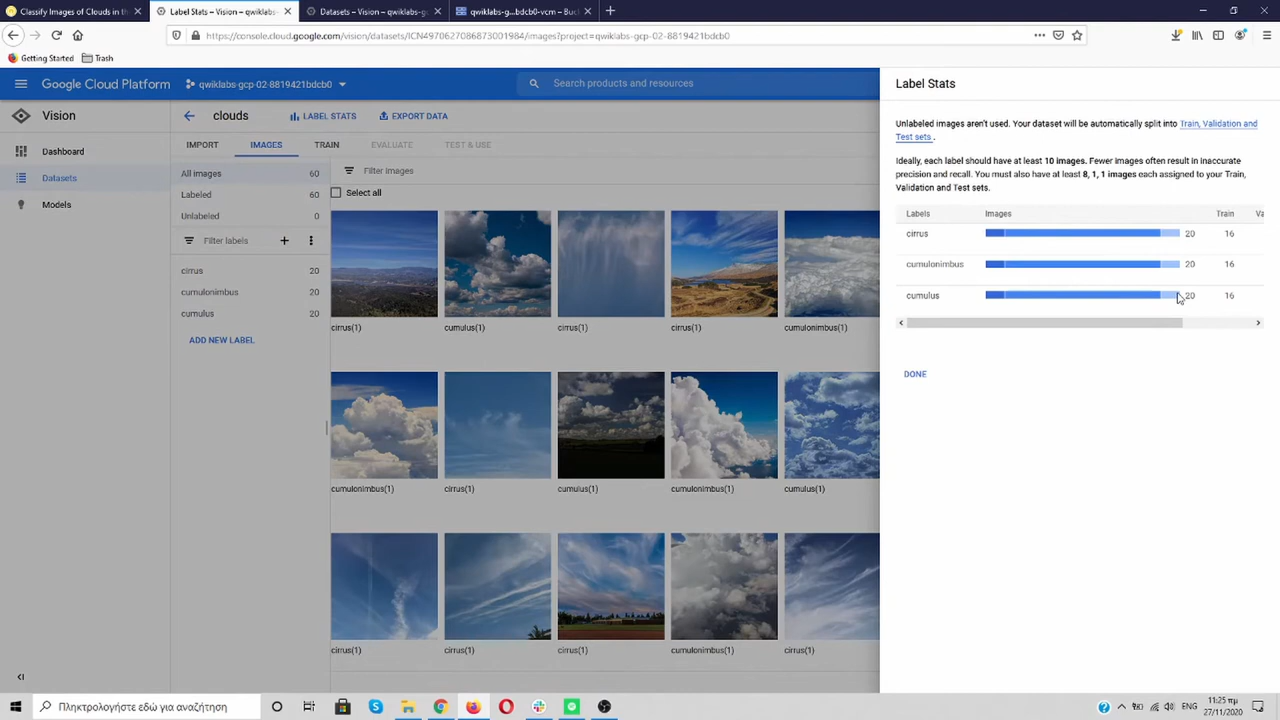 Classify Images of Clouds in th
Label Stats – Vision – qwiklabs-g
Datasets – Vision – qwiklabs-gc
qwiklabs-g...bdcb0-vcm – Buc
https://console.cloud.google.com/vision/datasets/ICN4970627086873001984/images?project=qwiklabs-gcp-02-8819421bdcb0
Getting Started
Trash
Google Cloud Platform
qwiklabs-gcp-02-8819421bdcb0
Search products and resources
Vision
clouds
LABEL STATS
EXPORT DATA
Dashboard
Datasets
Models
IMPORT
IMAGES
TRAIN
EVALUATE
TEST & USE
All images 60
Labeled 60
Unlabeled 0
Filter labels
cirrus 20
cumulonimbus 20
cumulus 20
ADD NEW LABEL
Filter images
Select all
cirrus(1) cumulus(1) cirrus(1) cirrus(1) cumulonimbus(1)
cumulonimbus(1) cirrus(1) cumulus(1) cumulonimbus(1) cumulus(1)
cirrus(1) cirrus(1) cirrus(1) cumulonimbus(1) cirrus(1)
Label Stats
Unlabeled images aren't used. Your dataset will be automatically split into Train, Validation and
Test sets .
Ideally, each label should have at least 10 images. Fewer images often result in inaccurate
precision and recall. You must also have at least 8, 1, 1 images each assigned to your Train,
Validation and Test sets.
Labels Images Train Va
cirrus 20 16
cumulonimbus 20 16
cumulus 20 16
DONE
Πληκτρολογήστε εδώ για αναζήτηση
ENG
11:25 πμ
27/11/2020